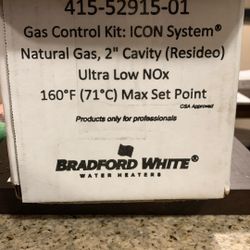 415-52915-01
Gas Control Kit: ICON System®
Natural Gas, 2" Cavity (Resideo)
Ultra Low NOx
160°F (71°C) Max Set Point
CSA Approved
Products only for professionals
BRADFORD WHITE®
WATER HEATERS